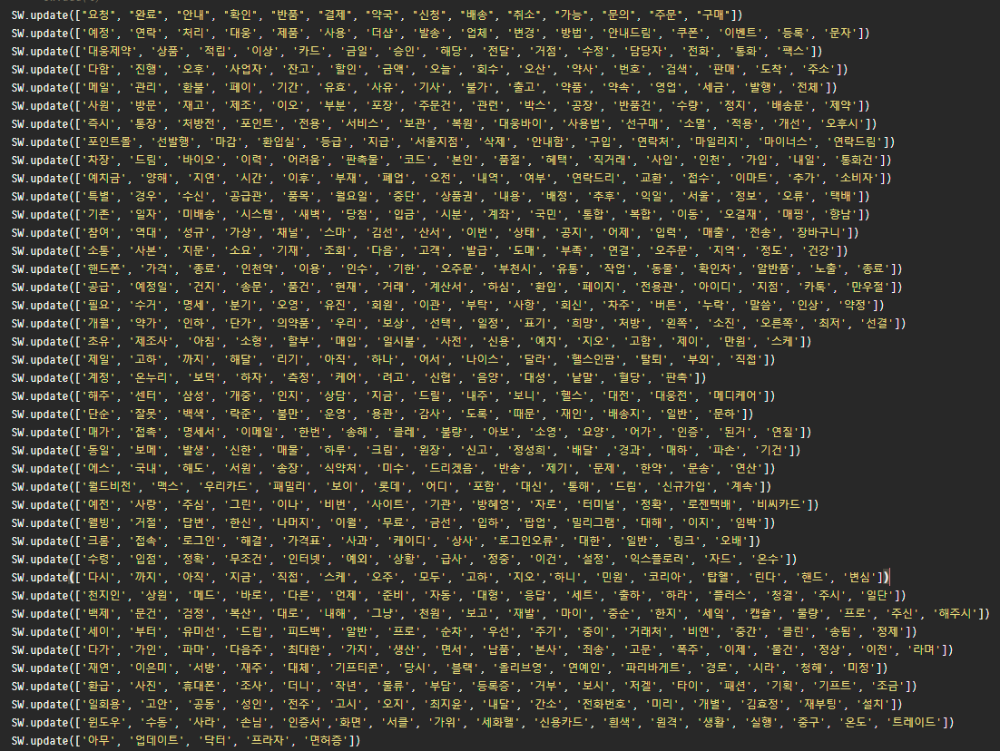 SW.update(["요청", "완료", "안내", "확인", "반품", "결제", "약국", "신청", "배송", "취소", "가능", "문의", "주문", "구매"])
SW.update(['예정', '연락', '처리', '대웅', '제품', '사용', '더샵', '발송', '업체', '변경', '방법', '안내드림', '쿠폰', '이벤트', '등록', '문자'])
SW.update(['대웅제약', '상품', '적립', '이상', '카드', '금일', '승인', '해당', '전달', '거점', '수정', '담당자', '전화', '통화', '팩스'])
SW.update(['다함', '진행', '오후', '사업자', '잔고', '할인', '금액', '오늘', '회수', '오산', '약사', '번호', '검색', '판매', '도착', '주소'])
SW.update(['메일', '관리', '환불', '페이', '기간', '유효', '사유', '기사', '불가', '출고', '약품', '약속', '영업', '세금', '발행', '전체'])
SW.update(['사원', '방문', '재고', '제조', '이오', '부분', '포장', '주문건', '관련', '박스', '공장', '반품건', '수량', '정지', '배송문', '제약'])
SW.update(['즉시', '통장', '처방전', '포인트', '전용', '서비스', '보관', '복원', '대웅바이', '사용법', '선구매', '소멸', '적용', '개선', '오후시'])
SW.update(['포인트몰', '선발행', '마감', '환입실', '등급', '지급', '서울지점', '삭제', '안내함', '구입', '연락처', '마일리지', '마이너스', '연락드림'])
SW.update(['차장', '드림', '바이오', '이력', '어려움', '판촉물', '코드', '본인', '품절', '혜택', '직거래', '사입', '인천', '가입', '내일', '통화건'])
SW.update(['예치금', '양해', '지연', '시간', '이후', '부재', '폐업', '오전', '내역', '여부', '연락드리', '교환', '접수', '이마트', '추가', '소비자'])
SW.update(['특별', '경우', '수신', '공급관', '품목', '월요일', '중단', '상품권', '내용', '배정', '추후', '익일', '서울', '정보', '오류', '택배'])
SW.update(['기존', '일자', '미배송', '시스템', '새벽', '당첨', '입금', '시분', '계좌', '국민', '통합', '복합', '이동', '오결재', '매핑', '향남'])
SW.update(['참여', '역대', '성규', '가상', '채널', '스마', '김선', '산서', '이번', '상태', '공지', '어제', '입력', '매출', '전송', '장바구니'])
SW.update(['소통', '사본', '지문', '소요', '기재', '조회', '다음', '고객', '발급', '도매', '부족', '연결', '오주문', '지역', '정도', '건강'])
SW.update(['핸드폰', '가격', '종료', '인천약', '이용', '인수', '기한', '오주문', '부천시', '유통', '작업', '동물', '확인차', '알반품', '노출', '종료'])
SW.update(['공급', '예정일', '건지', '송문', '품건', '현재', '거래', '계산서', '하심', '환입', '페이지', '전용관', '아이디', '지점', '카톡', '만우절'])
SW.update(['필요', '수거', '명세', '분기', '오영', '유진', '회원', '이관', '부탁', '사항', '회신', '차주', '버튼', '누락', '말씀', '인상', '약정'])
SW.update(['개월', '약가', '인하', '단가', '의약품', '우리', '보상', '선택', '일정', '표기', '희망', '처방', '왼쪽', '소진', '오른쪽', '최저', '선결'])
SW.update(['초유', '제조사', '아침', '소형', '할부', '매입', '일시불', '사전', '신용', '예치', '지오', '고함', '제이', '만원', '스케'])
SW.update(['제일', '고하', '까지', '해달', '리기', '아직', '하나', '어서', '나이스', '달라', '헬스인팜', '탈퇴', '부외', '직접'])
SW.update(['계정', '온누리', '보덕', '하자', '측정', '케어', '려고', '신협', '음양', '대성', '낱말', '혈당', '판촉'])
SW.update(['해주', '센터', '삼성', '개중', '인지', '상담', '지금', '드릴', '내주', '보니', '헬스', '대전', '대웅전', '메디케어'])
SW.update(['단순', '잘못', '백색', '락준', '불만', '운영', '용관', '감사', '도록', '때문', '재인', '배송지', '일반', '문하'])
SW.update(['매가', '접촉', '명세서', '이메일', '한번', '송해', '클레', '불량', '아보', '소영', '요양', '어가', '인증', '된거', '연질'])
SW.update(['동일', '보메', '발생', '신한', '매물', '하루', '크림', '원장', '신고', '정성희', '배달', '경과', '매하', '파손', '기건'])
SW.update(['에스', '국내', '해도', '서원', '송장', '식약처', '미수', '드리겠음', '반송', '제기', '문제', '한약', '문송', '연산'])
SW.update(['월드비전', '맥스', '우리카드', '패밀리', '보이', '롯데', '어디', '포함', '대신', '통해', '드림', '신규가입', '계속'])
SW.update(['예전', '사랑', '주심', '그린', '이나', '비번', '사이트', '기관', '방혜영', '자로', '터미널', '정확', '로젠택배', '비씨카드'])
SW.update(['웰빙', '거절', '답변', '한신', '나머지', '이월', '무료', '금선', '입하', '팝업', '밀리그램', '대해', '이지', '임박'])
SW.update(['크롬', '접속', '로그인', '해결', '가격표', '사과', '케이디', '상사', '로그인오류', '대한', '일반', '링크', '오배'])
SW.update(['수령', '입점', '정확', '무조건', '인터넷', '예외', '상황', '급사', '정중', '이건', '설정', '익스플로러', '자드', '온수'])
SW.update(['다시', '까지', '아직', '지금', '직접', '스케', '오주', '모두', '고하', '지오','하니', '민원', '코리아', '탑헬', '린다', '핸드', '변심'])
SW.update(['천지인', '상원', '메드', '바로', '다른', '언제', '준비', '자동', '대형', '응답', '세트', '출하', '하라', '플러스', '청결', '주시', '일단'])
SW.update(['백제', '문건', '검정', '복산', '대로', '내해', '그냥', '천원', '보고', '재발', '마이', '중순', '한지', '세일', '캡슐', '물량', '프로', '주신', '해주시'])
SW.update(['세이', '부터', '유미선', '드립', '피드백', '알반', '프로', '순차', '우선', '주기', '중이', '거래처', '비엔', '중간', '클린', '송됨', '정제'])
SW.update(['다가', '가인', '파마', '다음주', '최대한', '가지', '생산', '면서', '납품', '본사', '죄송', '고문', '폭주', '이제', '물건', '정상', '이전', '라며'])
SW.update(['재연', '이은미', '서방', '재주', '대체', '기프티콘', '당시', '블랙', '올리브영', '연예인', '파리바게트', '경로', '시라', '청해', '미정'])
SW.update(['환급', '사진', '휴대폰', '조사', '더니', '작년', '물류', '부담', '등록증', '거부', '보시', '저겔', '타이', '패션', '기획', '기프트', '조금'])
SW.update(['일회용', '고안', '공동', '성인', '전주', '고시', '오지', '최지윤', '내달', '간소', '전화번호', '미리', '개별', '김효정', '재부팅', '설치'])
SW.update(['윈도우', '수동', '사라', '손님', '인증서','화면', '서클', '가위', '세화헬', '신용카드', '흰색', '원격', '생활', '실행', '중구', '온도', '트레이드'])
SW.update(['아무', '업데이트', '닥터', '프라자', '면허증'])